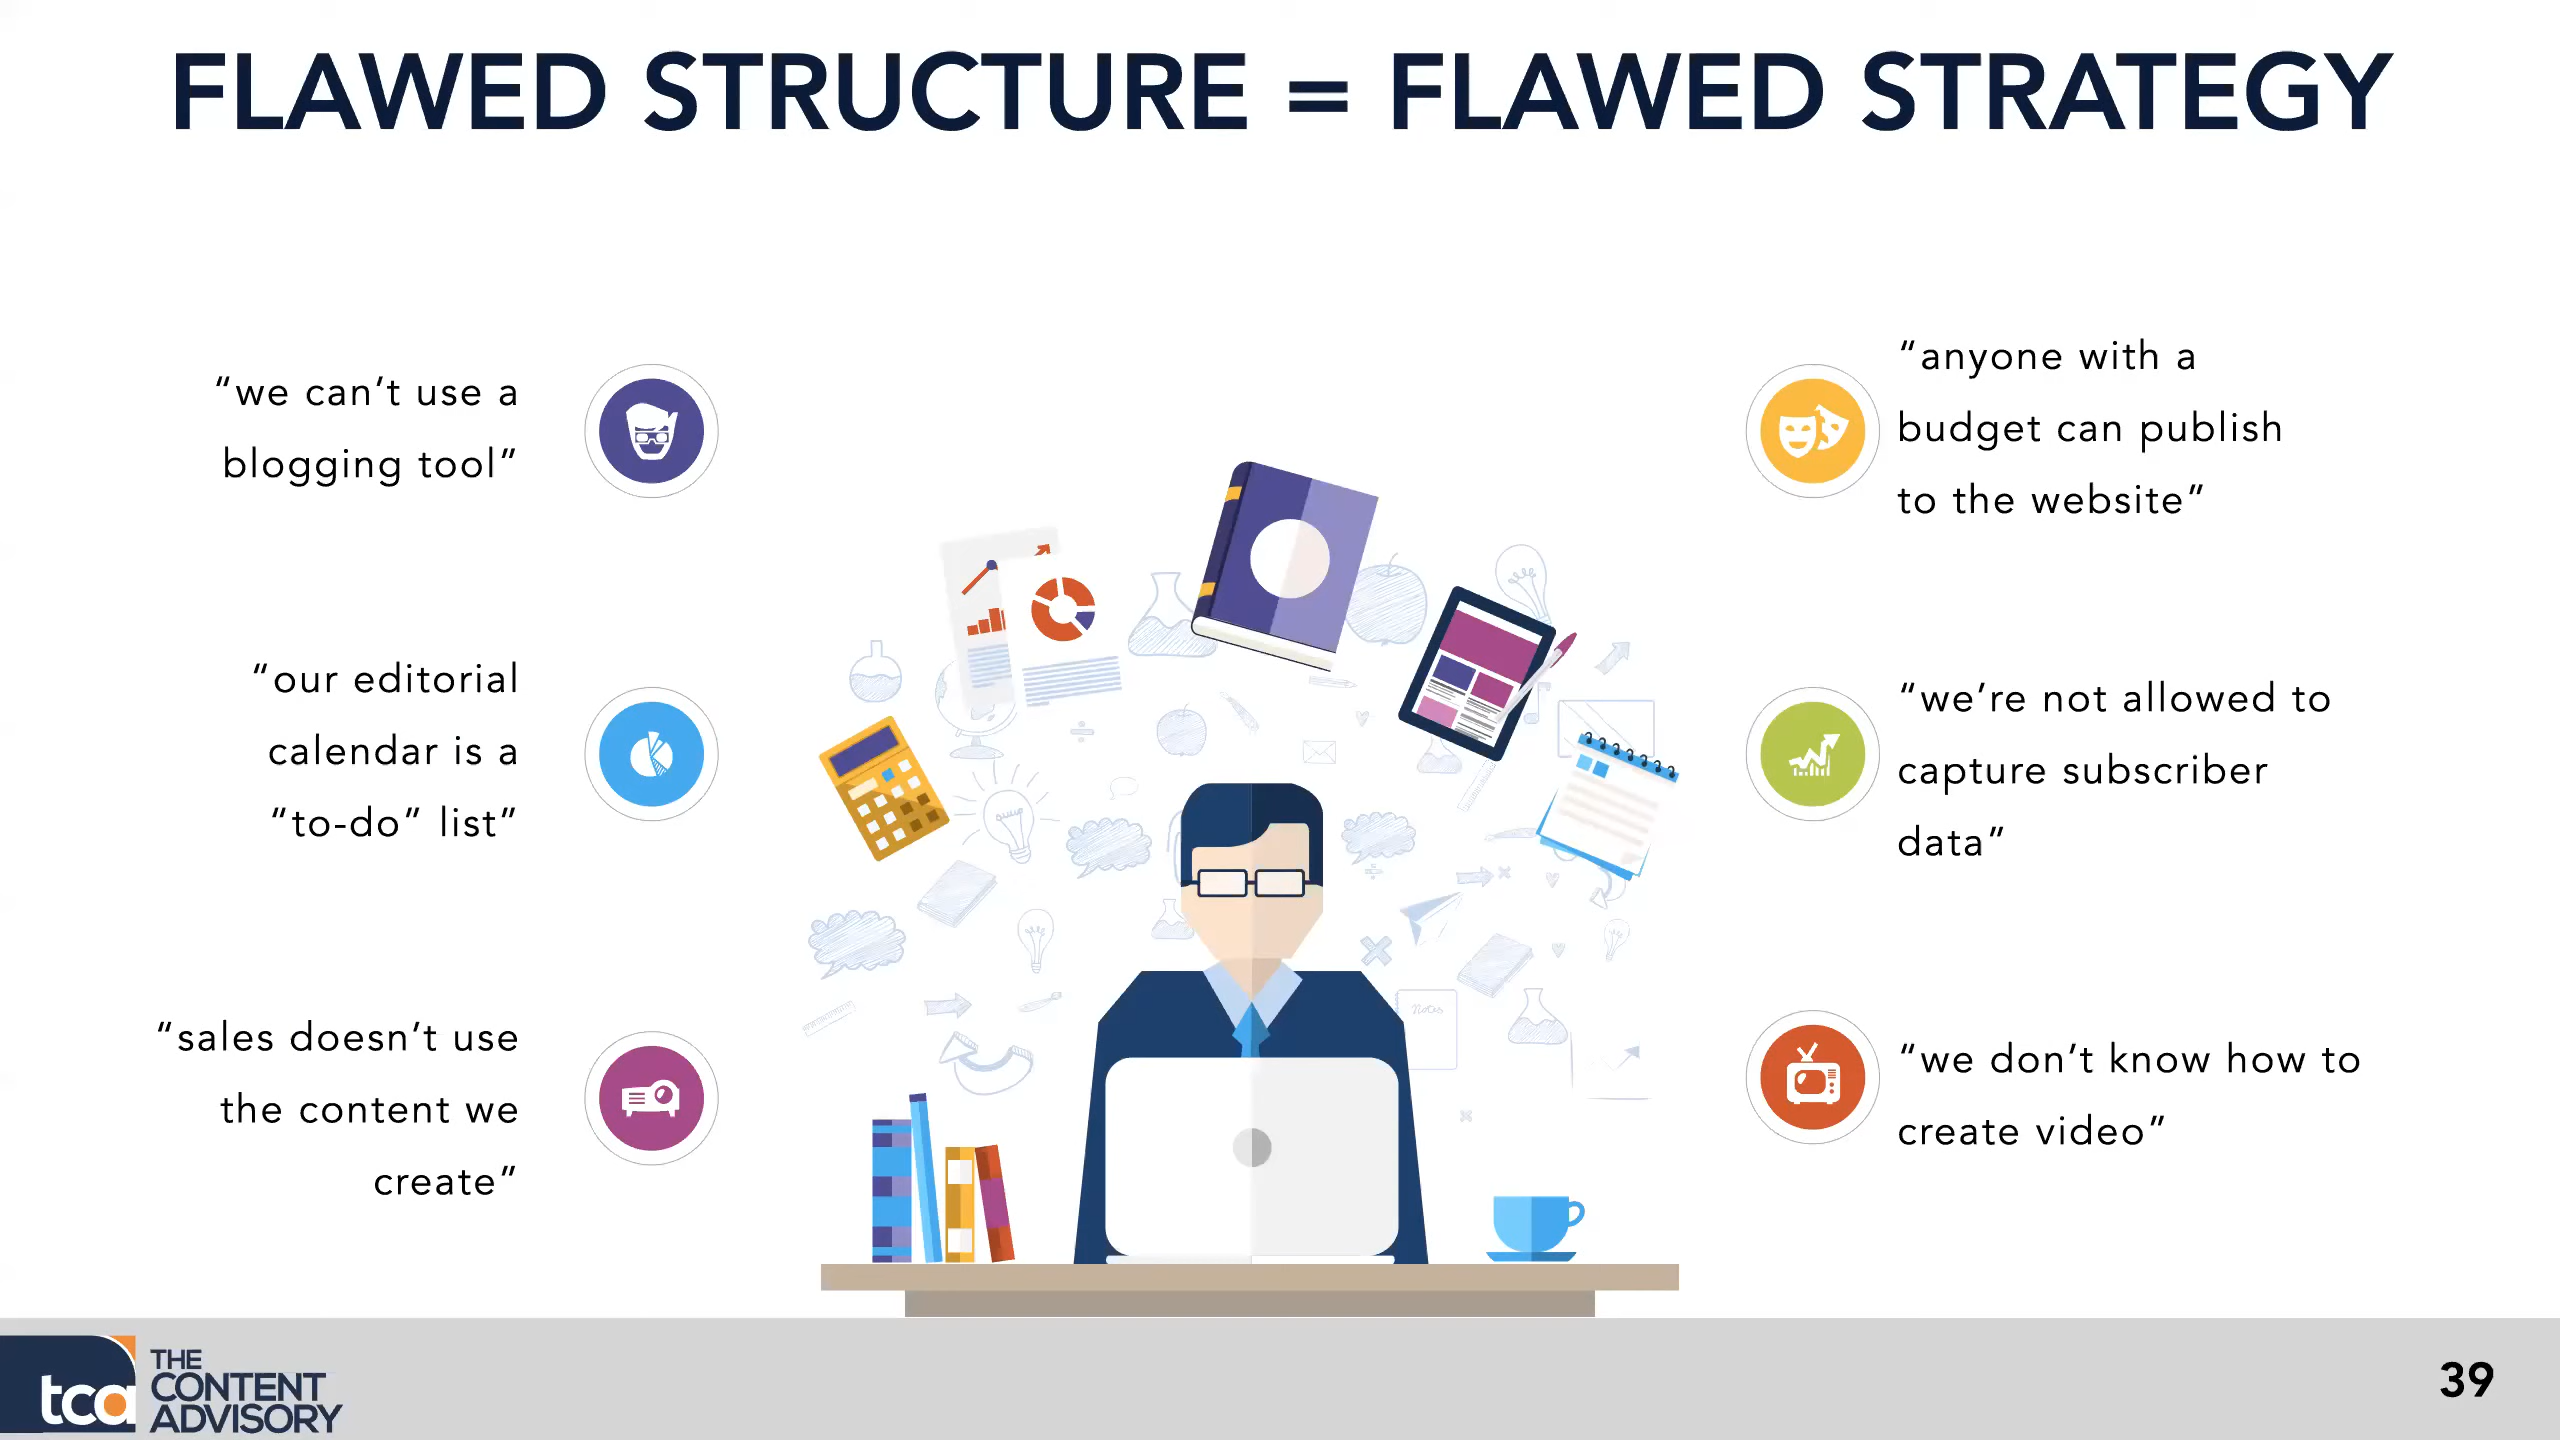 FLAWED STRUCTURE = FLAWED STRATEGY
“we can’t use a
blogging tool”
“our editorial
calendar is a
“to-do” list”
“sales doesn’t use
the content we
create”
“anyone with a
budget can publish
to the website”
“we’re not allowed to
capture subscriber
data”
“we don’t know how to
create video”
Notes
tca
THE
CONTENT
ADVISORY
39